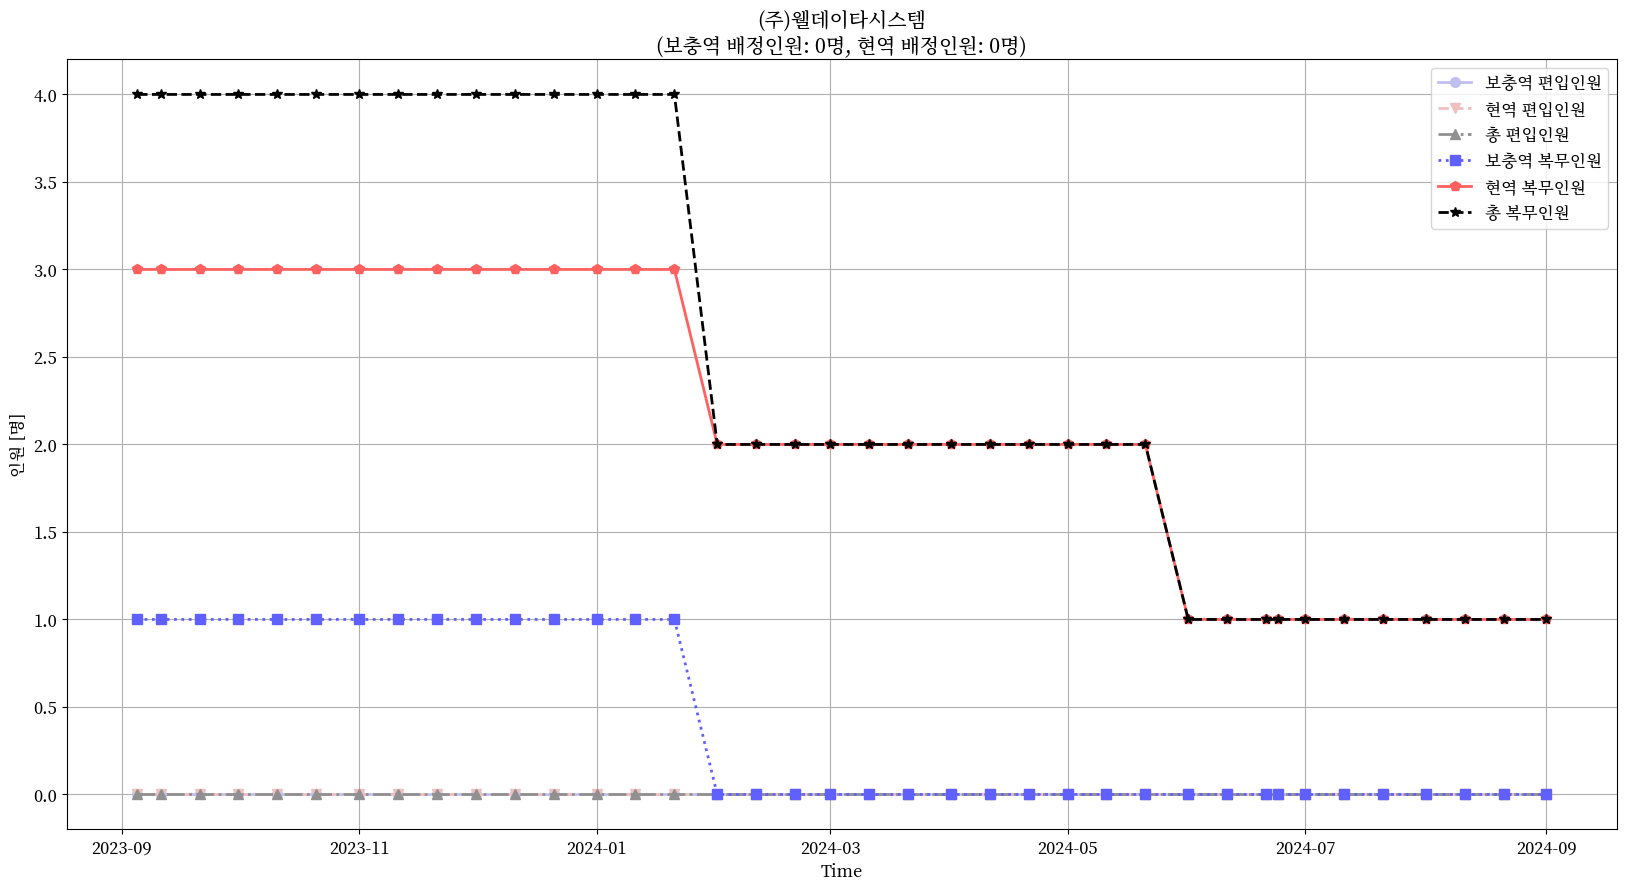 (주)웰데이타시스템
(보충역 배정인원: 0명, 현역 배정인원: 0명)
보충역 편입인원
현역 편입인원
총 편입인원
보충역 복무인원
현역 복무인원
총 복무인원
인원 [명]
4.0
3.5
3.0
2.5
2.0
1.5
1.0
0.5
0.0
2023-09
2023-11
2024-01
2024-03
2024-05
2024-07
2024-09
Time